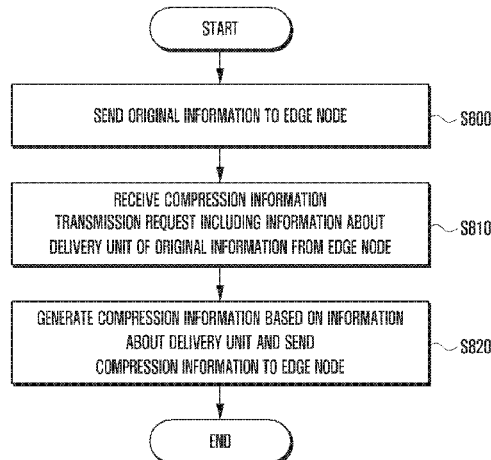 START
SEND ORIGINAL INFORMATION TO EDGE NODE
S800
RECEIVE COMPRESSION INFORMATION
TRANSMISSION REQUEST INCLUDING INFORMATION ABOUT
DELIVERY UNIT OF ORIGINAL INFORMATION FROM EDGE NODE
S810
GENERATE COMPRESSION INFORMATION BASED ON INFORMATION
ABOUT DELIVERY UNIT AND SEND
COMPRESSION INFORMATION TO EDGE NODE
S820
END